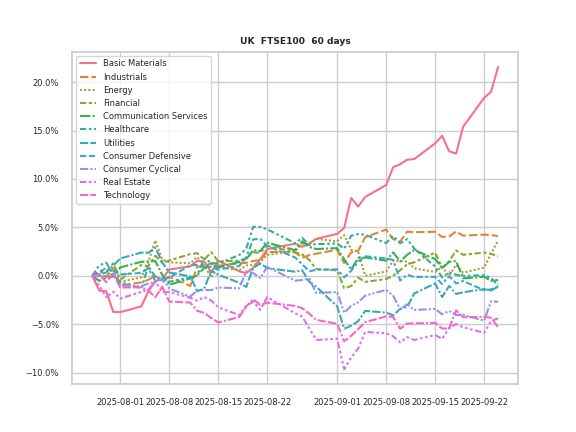 UK  FTSE100  60 days
Basic Materials
Industrials
Energy
Financial
Communication Services
Healthcare
Utilities
Consumer Defensive
Consumer Cyclical
Real Estate
Technology
20.0%
15.0%
10.0%
5.0%
0.0%
−5.0%
−10.0%
2025-08-01 2025-08-08 2025-08-15 2025-08-22 2025-09-01 2025-09-08 2025-09-15 2025-09-22